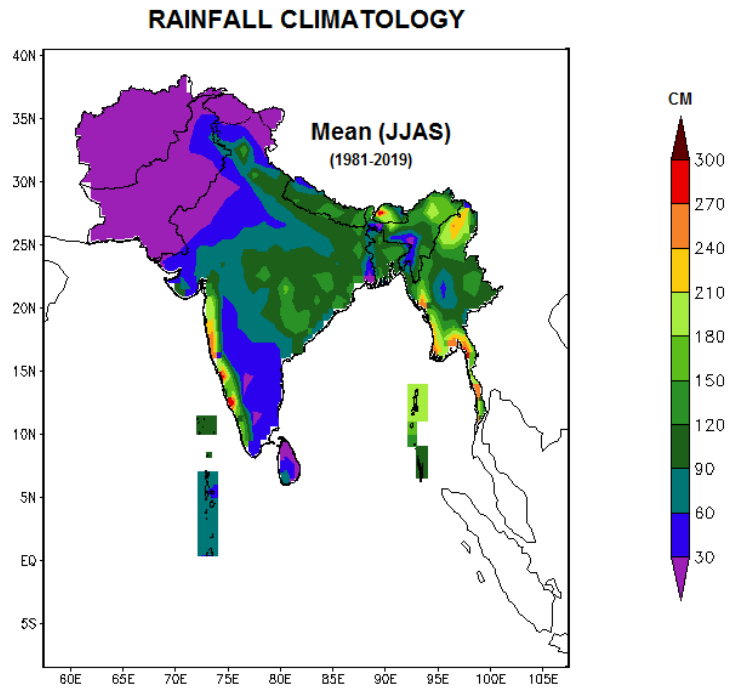 RAINFALL CLIMATOLOGY
Mean (JJAS)
(1981-2019)
CM
300
270
240
210
180
150
120
90
60
30
40N
35N
30N
25N
20N
15N
10N
5N
EQ
5S
60E 65E 70E 75E 80E 85E 90E 95E 100E 105E